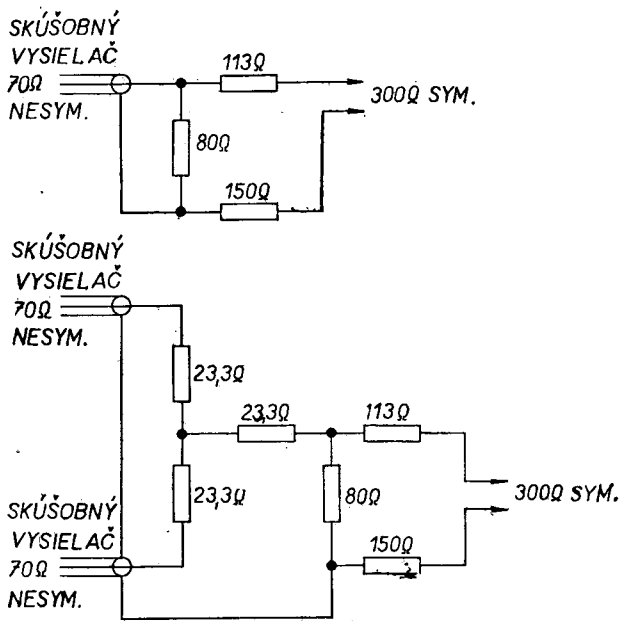 SKÚŠOBNÝ
VYSIELAČ
70Ω
NESYM.
113Ω
300Ω SYM.
80Ω
150Ω
SKÚŠOBNÝ
VYSIELAČ
70Ω
NESYM.
23,3Ω
23,3Ω
113Ω
23,3Ω
80Ω
300Ω SYM.
SKÚŠOBNÝ
VYSIELAČ
70Ω
NESYM.
150Ω